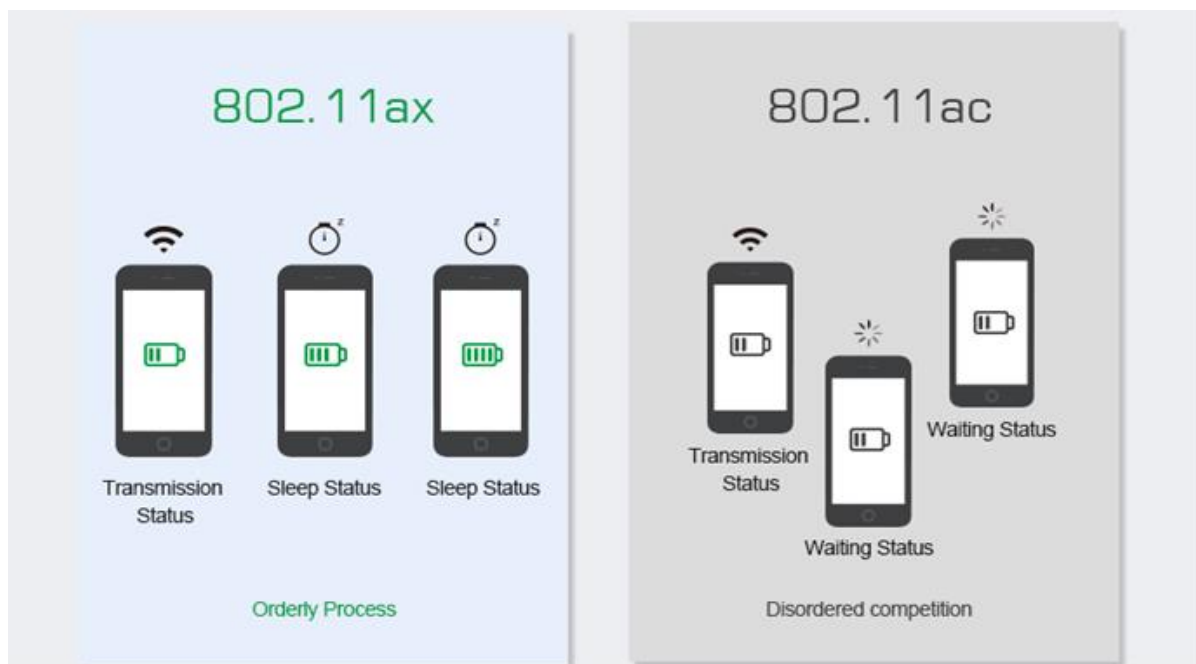 802.11ax
z
z
Transmission
Status
Sleep Status
Sleep Status
Orderly Process
802.11ac
Transmission
Status
Waiting Status
Waiting Status
Disordered competition